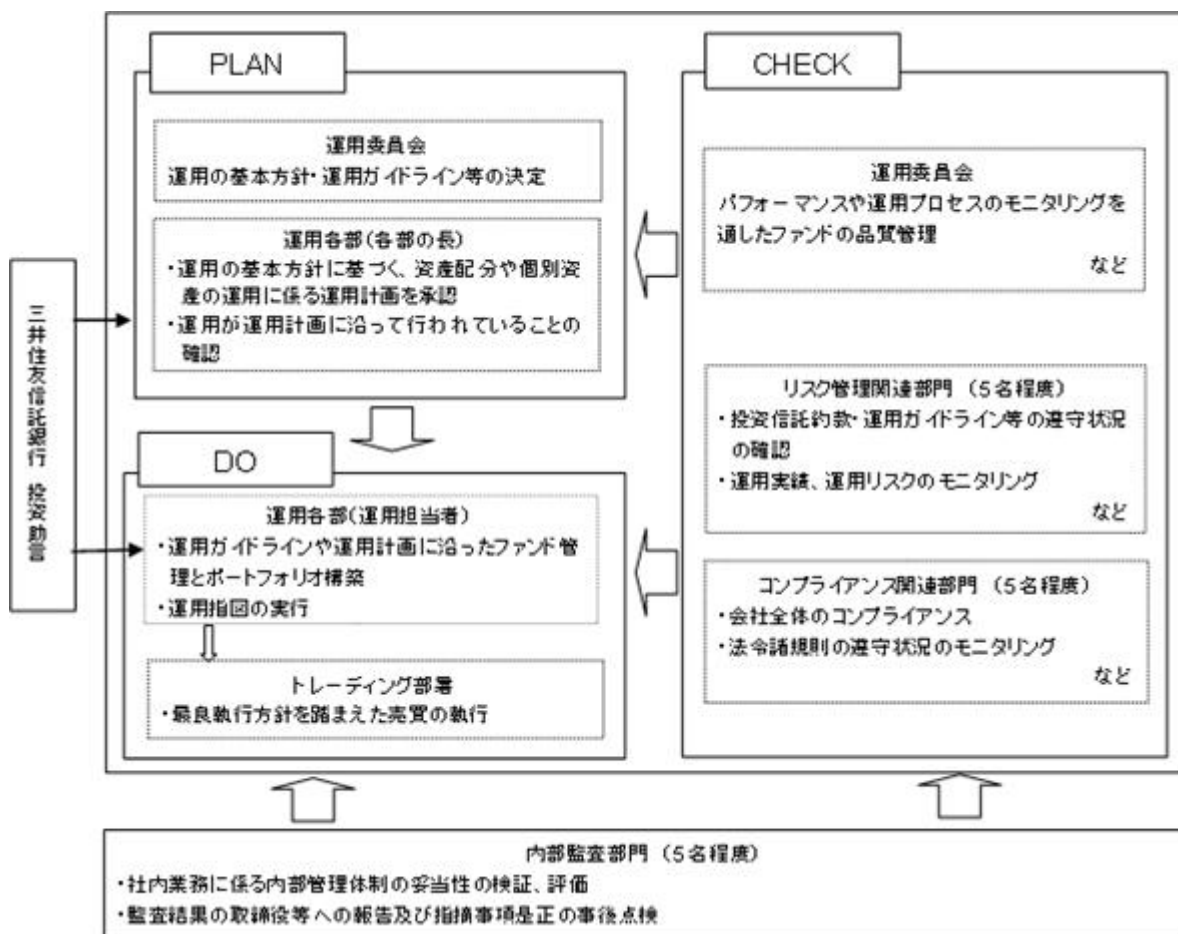 PLAN
運用委員会
運用の基本方針・運用ガイドライン等の決定
運用各部(各部の長)
・運用の基本方針に基づく、資産配分や個別資
産の運用に係る運用計画を承認
・運用が運用計画に沿って行われていることの
確認
三井住友信託銀行 投資助言
DO
運用各部(運用担当者)
・運用ガイドラインや運用計画に沿ったファンド管
理とポートフォリオ構築
・運用指図の実行
トレーディング部署
・最良執行方針を踏まえた売買の執行
CHECK
運用委員会
パフォーマンスや運用プロセスのモニタリングを
通したファンドの品質管理
など
リスク管理関連部門 (5名程度)
・投資信託約款・運用ガイドライン等の遵守状況
の確認
・運用実績、運用リスクのモニタリング
など
コンプライアンス関連部門 (5名程度)
・会社全体のコンプライアンス
・法令諸規則の遵守状況のモニタリング
など
内部監査部門 (5名程度)
・社内業務に係る内部管理体制の妥当性の検証、評価
・監査結果の取締役等への報告及び指摘事項是正の事後点検